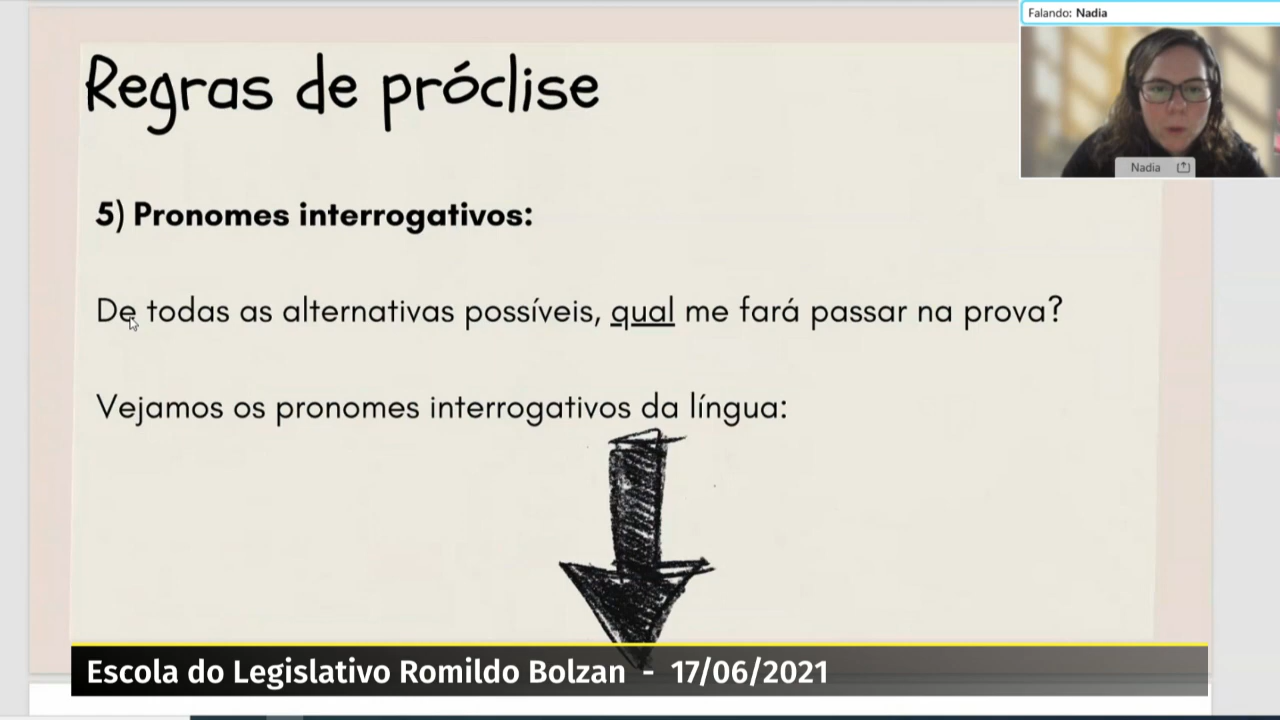 Falando: Nadia
Regras de próclise
Nadia
5) Pronomes interrogativos:
De todas as alternativas possíveis, qual me fará passar na prova?
Vejamos os pronomes interrogativos da língua:
Escola do Legislativo Romildo Bolzan - 17/06/2021